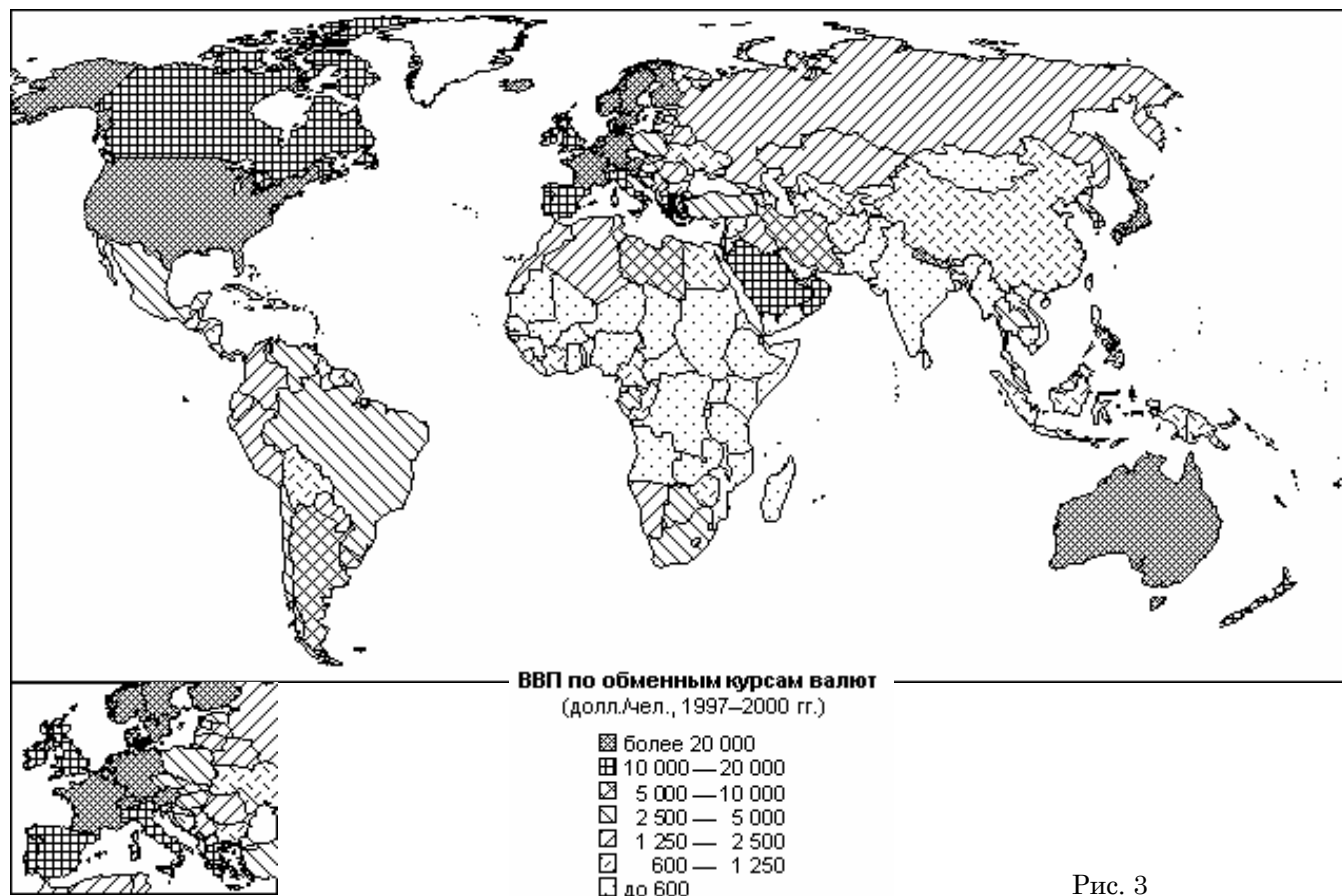 ВВП по обменным курсам валют
(долл./чел., 1997–2000 гг.)
более 20 000
10 000 — 20 000
5 000 — 10 000
2 500 — 5 000
1 250 — 2 500
600 — 1 250
до 600
Рис. 3